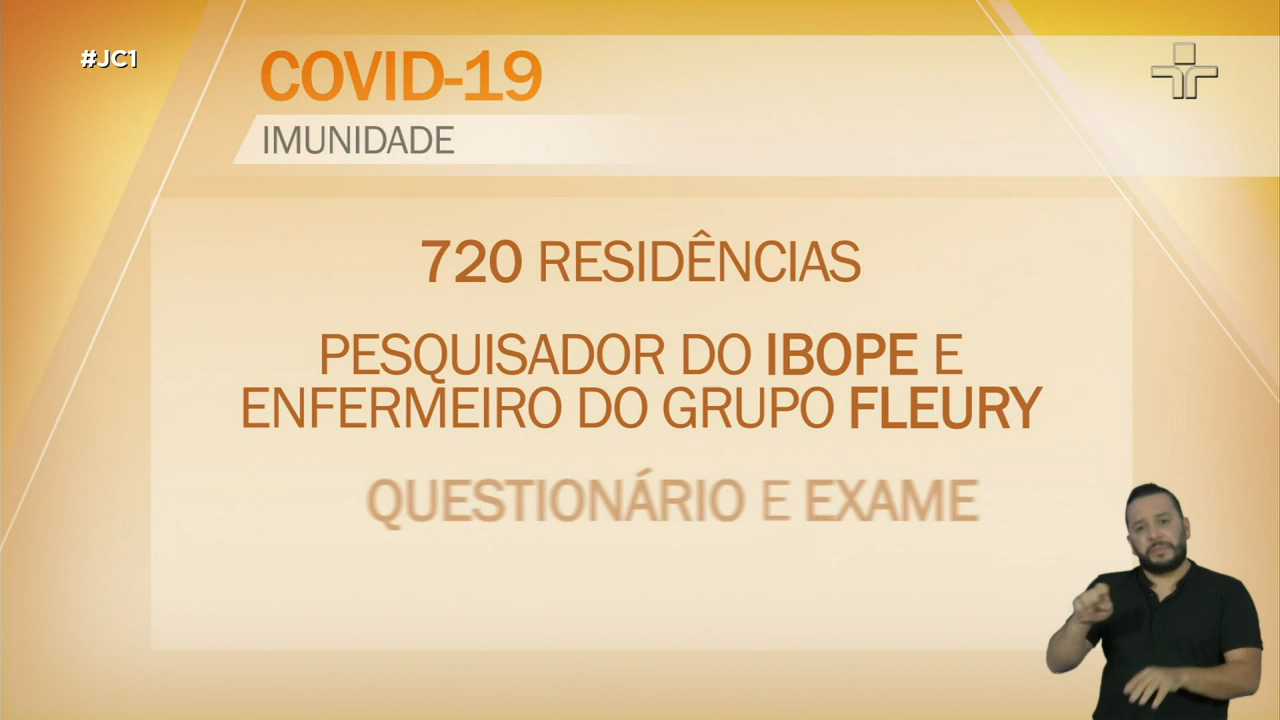 #JC1
COVID-19
IMUNIDADE
720 RESIDÊNCIAS
PESQUISADOR DO IBOPE E
ENFERMEIRO DO GRUPO FLEURY
QUESTIONÁRIO E EXAME